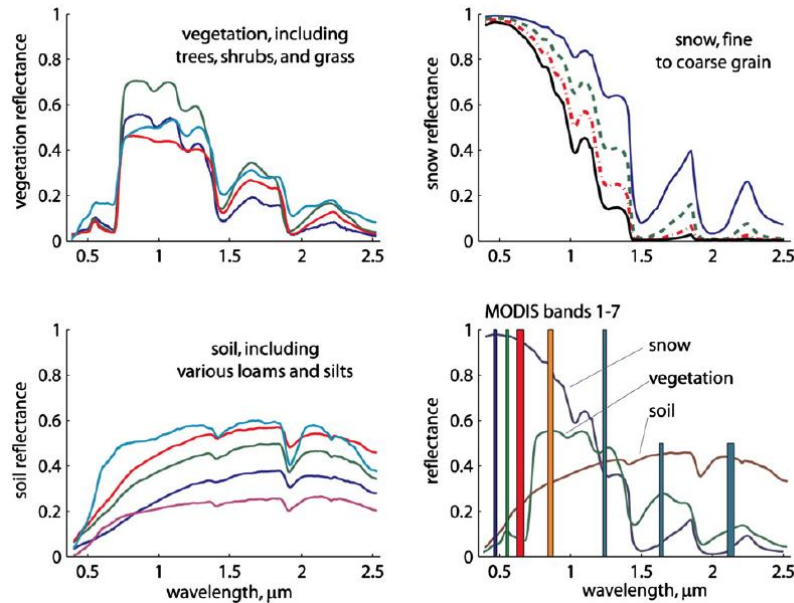 vegetation, including
trees, shrubs, and grass
vegetation reflectance
1
0.8
0.6
0.4
0.2
0
0.5 1 1.5 2 2.5
snow, fine
to coarse grain
snow reflectance
1
0.8
0.6
0.4
0.2
0
0.5 1 1.5 2 2.5
soil, including
various loams and silts
soil reflectance
1
0.8
0.6
0.4
0.2
0
0.5 1 1.5 2 2.5
wavelength, μm
MODIS bands 1-7
snow
vegetation
soil
reflectance
1
0.8
0.6
0.4
0.2
0
0.5 1 1.5 2 2.5
wavelength, μm